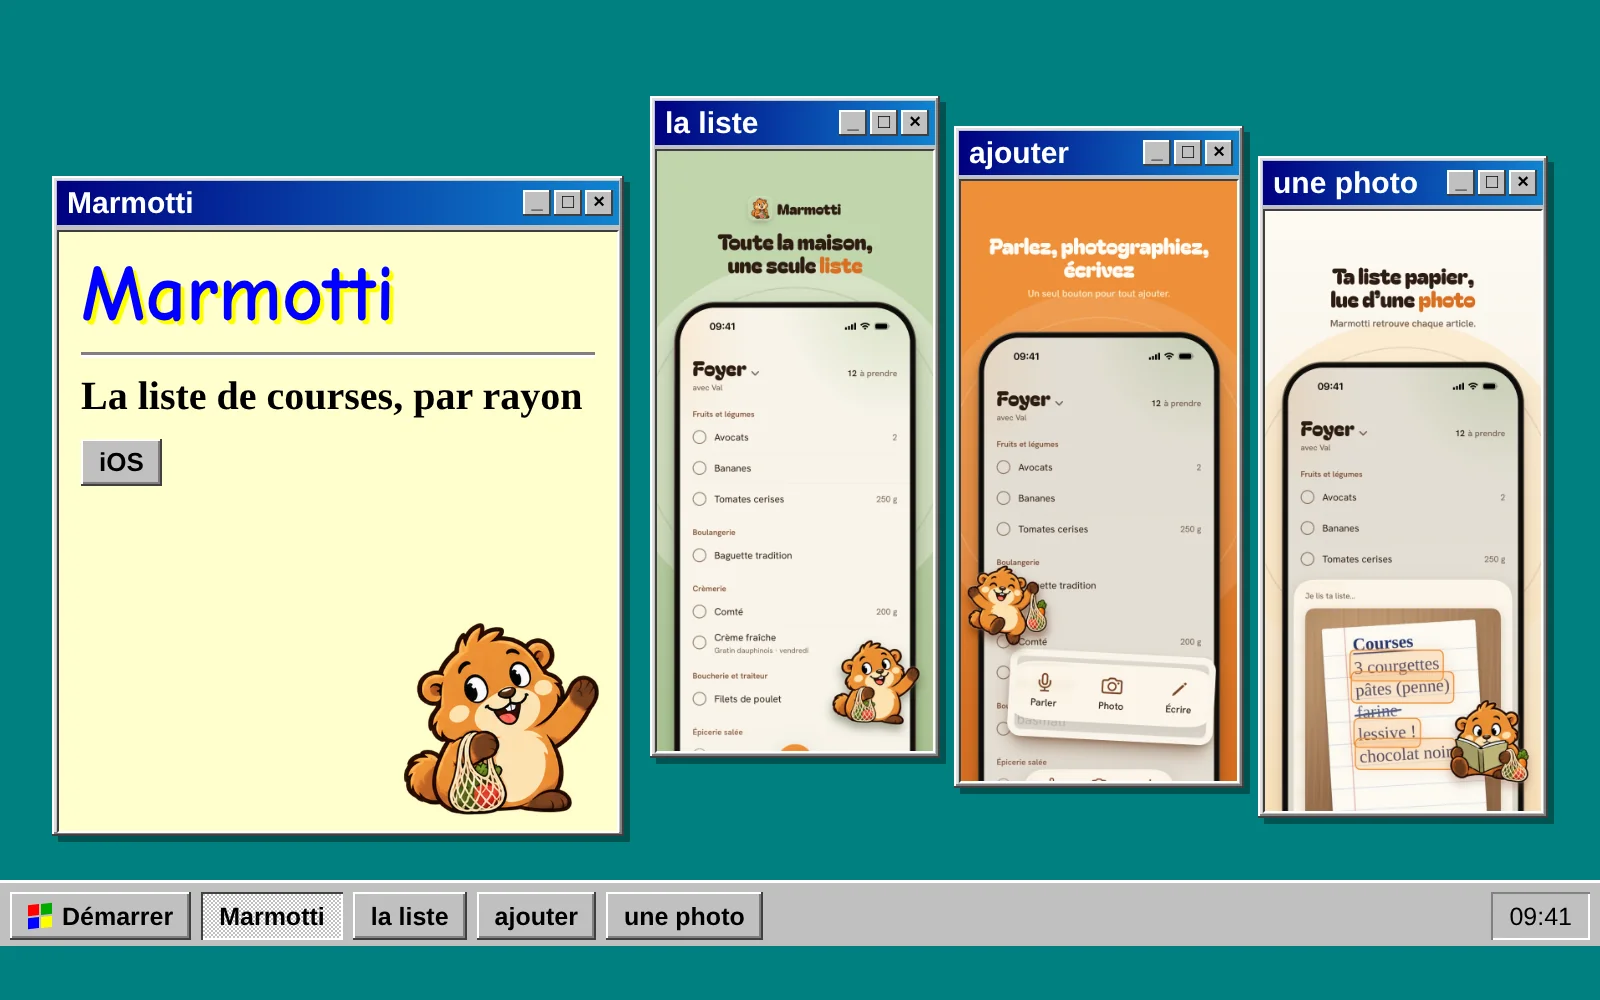 Marmotti
Marmotti
La liste de courses, par rayon
iOS
la liste
Marmotti
Toute la maison,
une seule liste
09:41
Foyer
12 à prendre
avec Val
Fruits et légumes
Avocats 2
Bananes
Tomates cerises 250 g
Boulangerie
Baguette tradition
Crèmerie
Comté 200 g
Crème fraîche
Gratin dauphinois · vendredi
Boucherie et traiteur
Filets de poulet
Épicerie salée
ajouter
Parlez, photographiez,
écrivez
Un seul bouton pour tout ajouter.
09:41
Foyer
12 à prendre
avec Val
Fruits et légumes
Avocats 2
Bananes
Tomates cerises 250 g
Boulangerie
ette tradition
Comté 200 g
Parler
Photo
Écrire
Bou
basmati
Épicerie salée
une photo
Ta liste papier,
lue d'une photo
Marmotti retrouve chaque article.
09:41
Foyer
12 à prendre
avec Val
Fruits et légumes
Avocats 2
Bananes
Tomates cerises 250 g
Je lis ta liste...
Courses
3 courgettes
pâtes (penne)
farine
lessive !
chocolat noir
Démarrer
Marmotti
la liste
ajouter
une photo
09:41